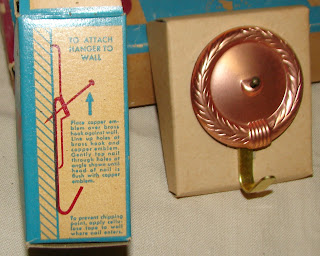 TO ATTACH
HANGER TO
WALL
Place copper em-
blem over brass
hook against wall.
Line up holes of
brass hook and
copper emblem.
Gently tap nail
through holes at
angle shown until
head of nail is
flush with copper
emblem.
To prevent chipping
paint, apply cello-
tane tape to wall
where nail enters.